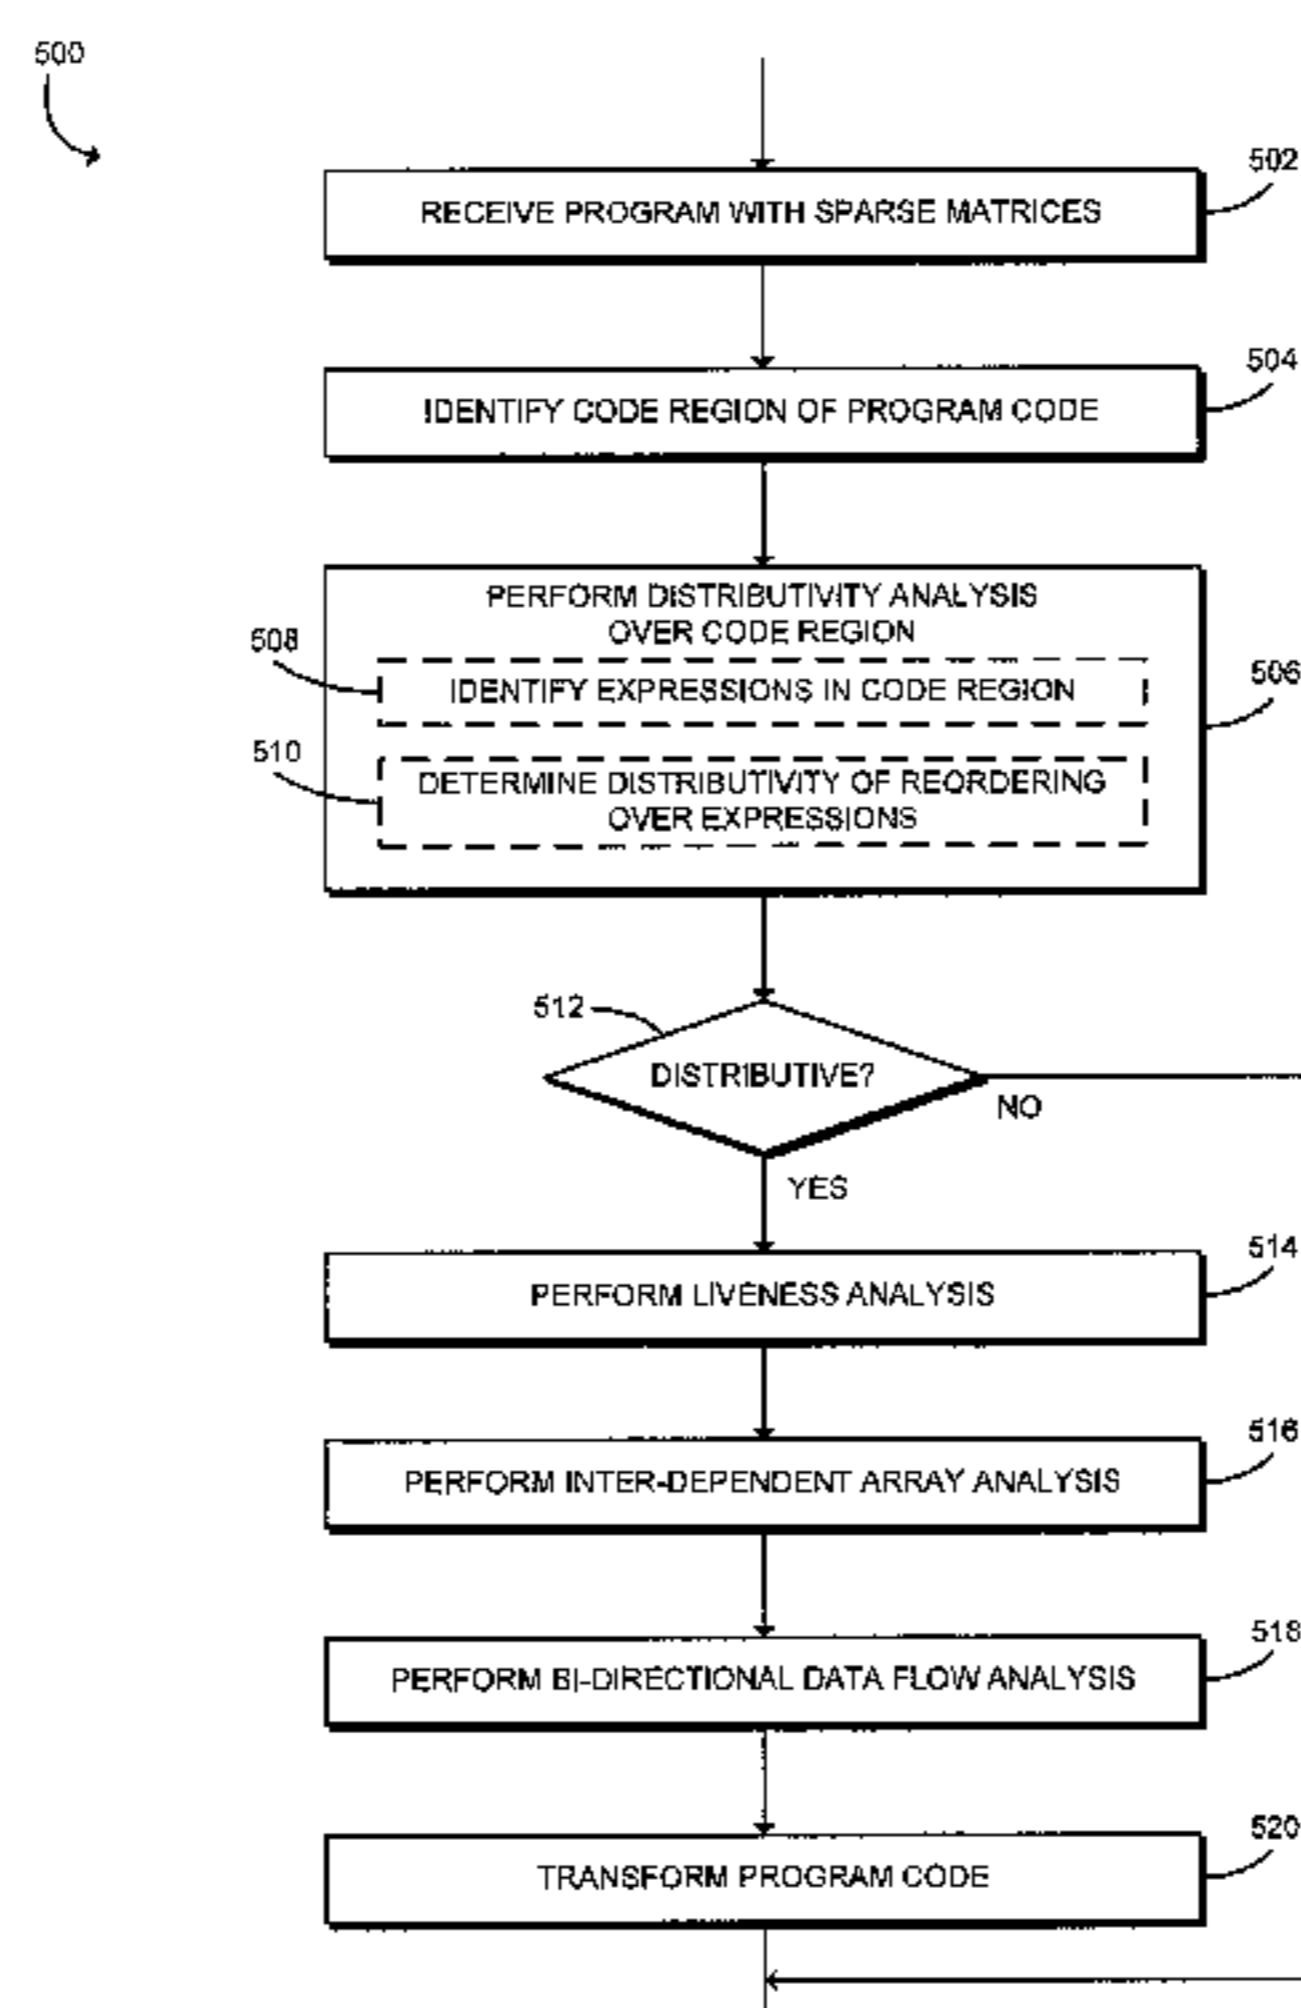 500
502
RECEIVE PROGRAM WITH SPARSE MATRICES
504
IDENTIFY CODE REGION OF PROGRAM CODE
PERFORM DISTRIBUTIVITY ANALYSIS
OVER CODE REGION
508
506
IDENTIFY EXPRESSIONS IN CODE REGION
510
DETERMINE DISTRIBUTIVITY OF REORDERING
OVER EXPRESSIONS
512
DISTRIBUTIVE?
NO
YES
514
PERFORM LIVENESS ANALYSIS
516
PERFORM INTER-DEPENDENT ARRAY ANALYSIS
518
PERFORM BI-DIRECTIONAL DATA FLOW ANALYSIS
520
TRANSFORM PROGRAM CODE